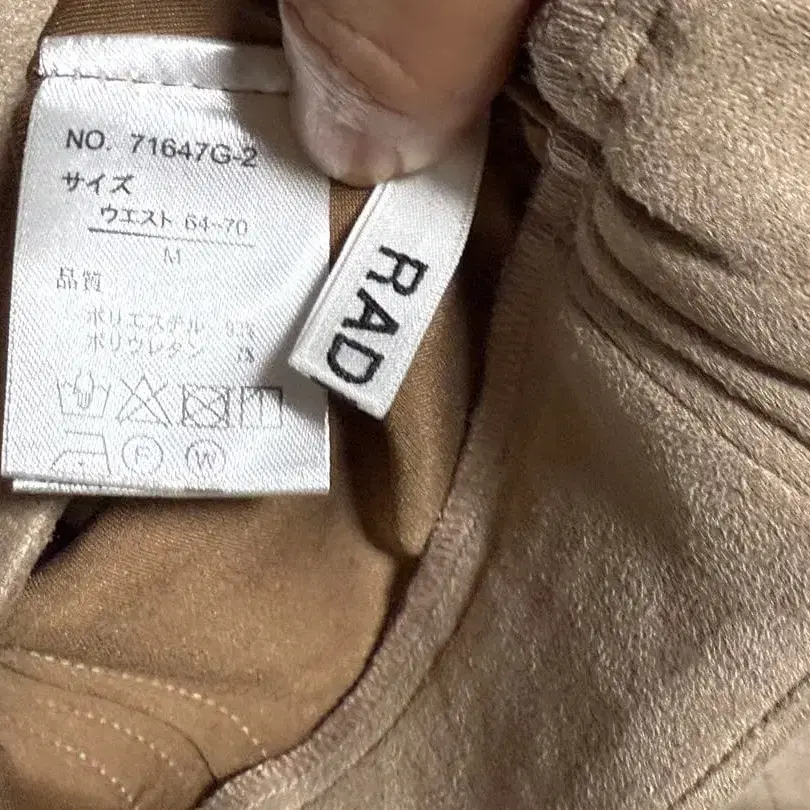 NO. 71647G-2
サイズ
ウエスト 64~70
M
品質
ポリエステル
ポリウレタン
F W
RAD